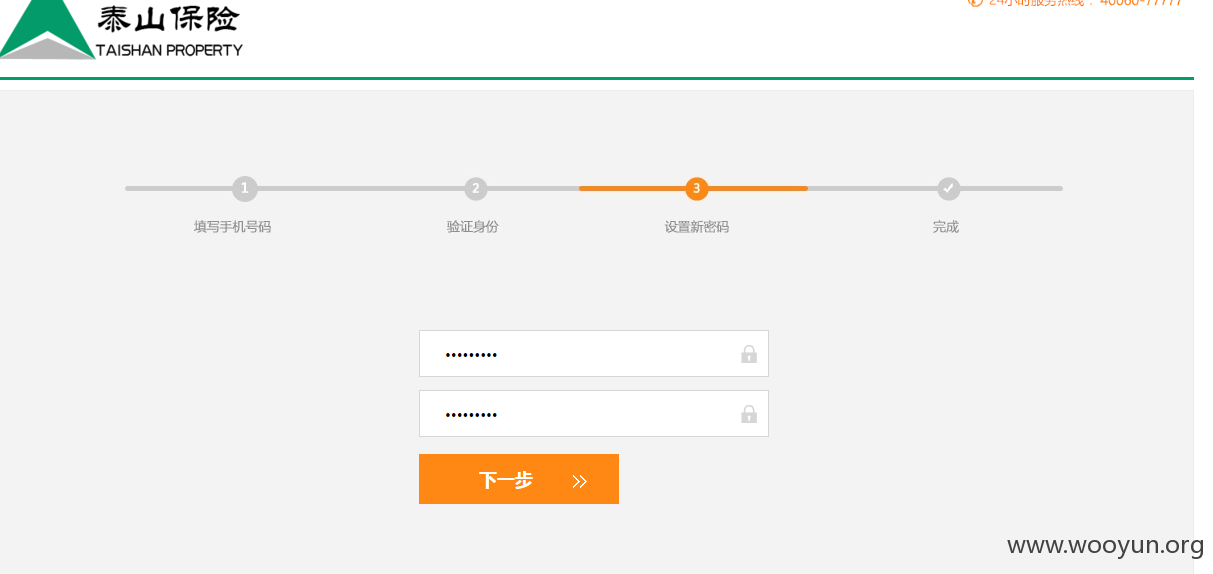 泰山保险
TAISHAN PROPERTY
24小时服务热线：40060-77777
1
2
3
填写手机号码
验证身份
设置新密码
完成
下一步
www.wooyun.org